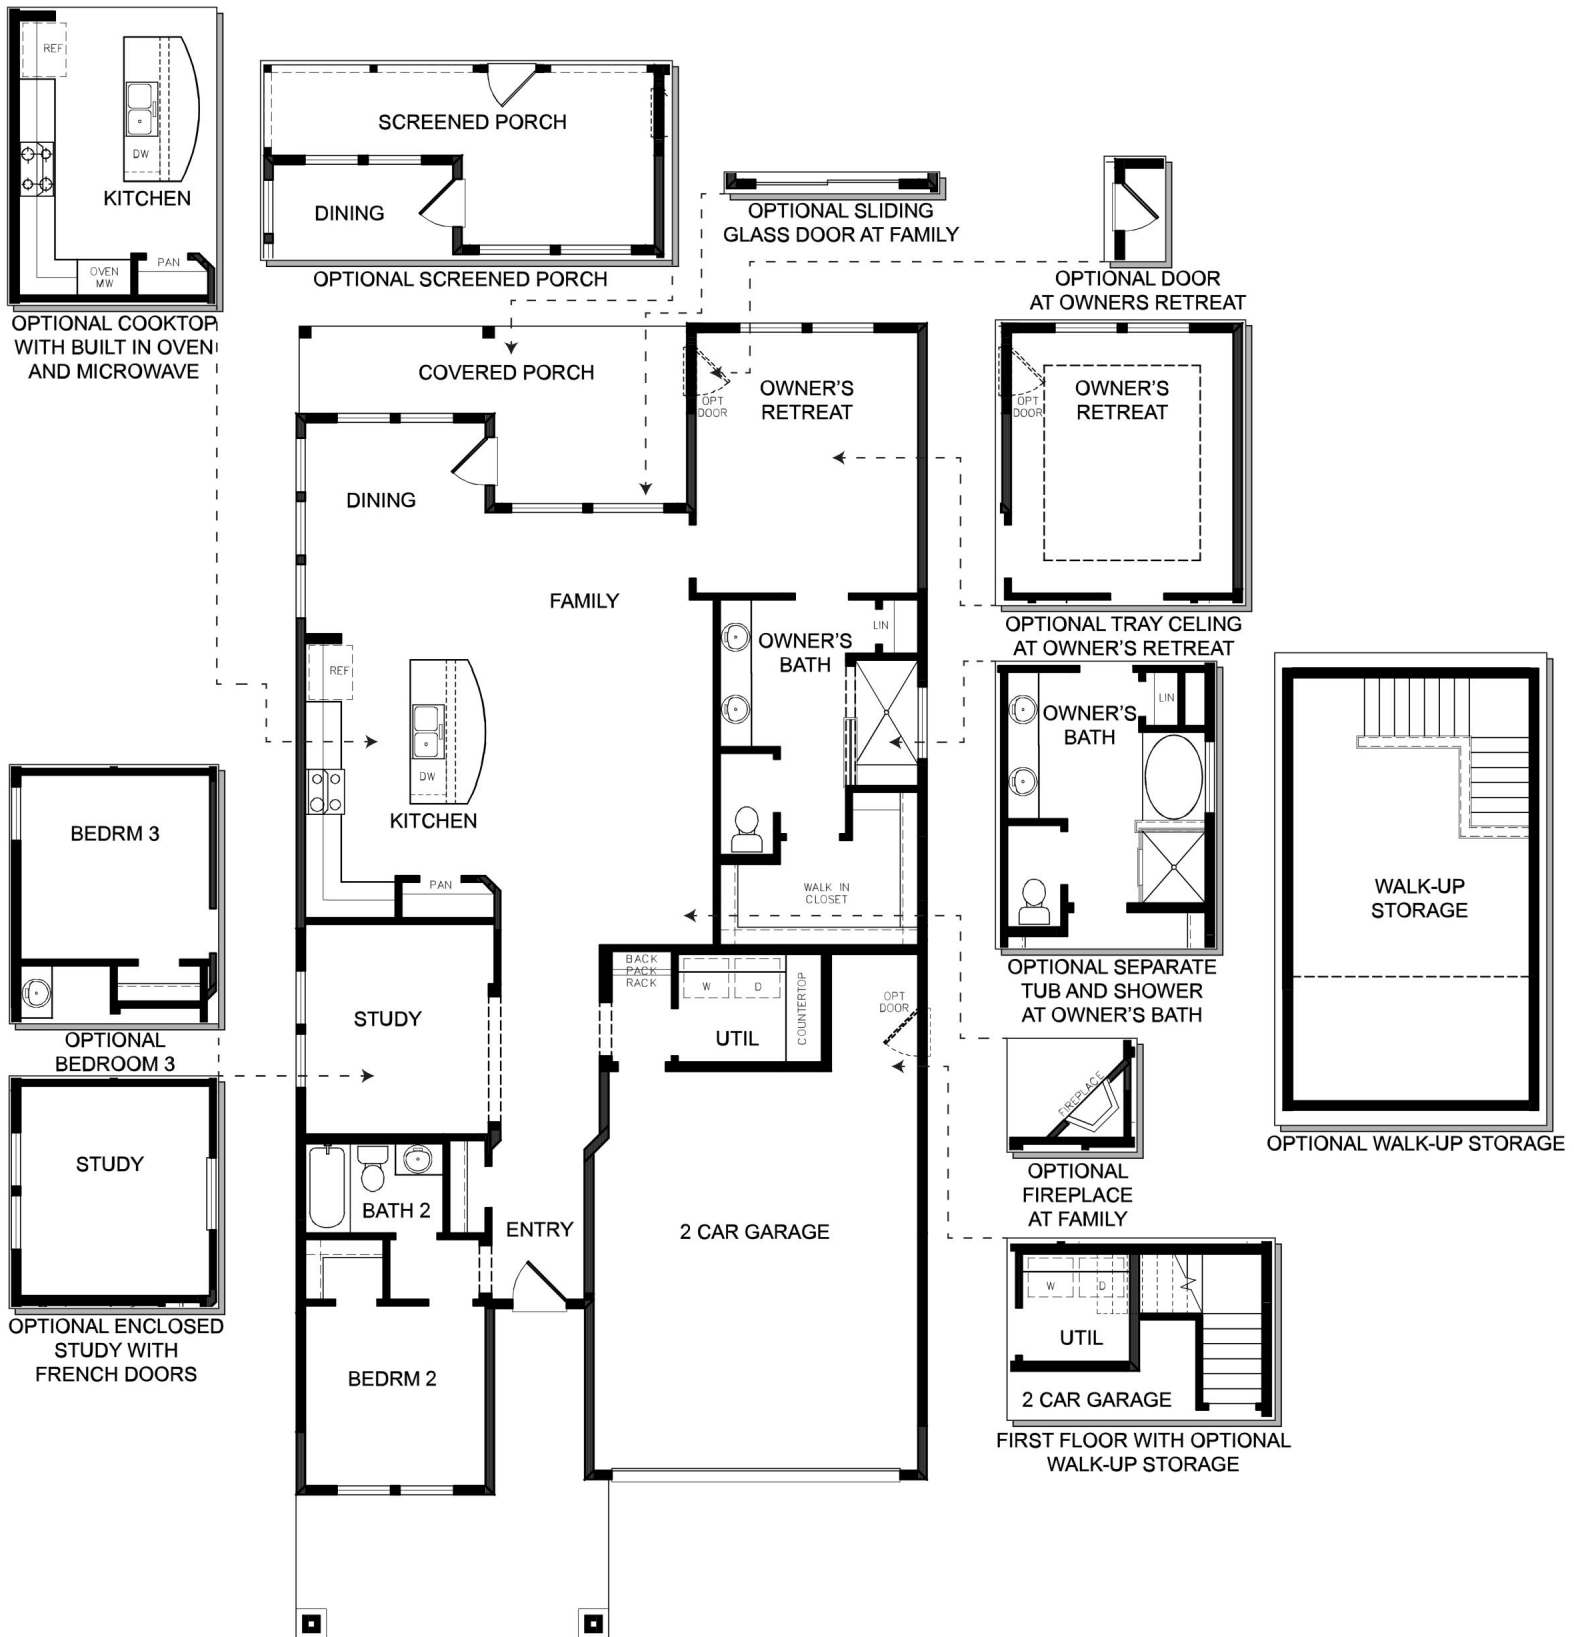 REF
DW
KITCHEN
OVEN
MW
PAN
OPTIONAL COOKTOP
WITH BUILT IN OVEN
AND MICROWAVE
SCREENED PORCH
DINING
OPTIONAL SCREENED PORCH
OPTIONAL SLIDING
GLASS DOOR AT FAMILY
OPTIONAL DOOR
AT OWNERS RETREAT
COVERED PORCH
OPT
DOOR
OWNER'S
RETREAT
DINING
FAMILY
OWNER'S
BATH
LIN
REF
DW
KITCHEN
PAN
WALK IN
CLOSET
OPT
DOOR
OWNER'S
RETREAT
OPTIONAL TRAY CELING
AT OWNER'S RETREAT
LIN
OWNER'S
BATH
OPTIONAL SEPARATE
TUB AND SHOWER
AT OWNER'S BATH
WALK-UP
STORAGE
OPTIONAL WALK-UP STORAGE
BEDRM 3
OPTIONAL
BEDROOM 3
STUDY
OPTIONAL ENCLOSED
STUDY WITH
FRENCH DOORS
STUDY
BACK
PACK
RACK
W
D
COUNTERTOP
UTIL
OPT
DOOR
BATH 2
ENTRY
2 CAR GARAGE
BEDRM 2
FIREPLACE
OPTIONAL
FIREPLACE
AT FAMILY
W
D
UTIL
2 CAR GARAGE
FIRST FLOOR WITH OPTIONAL
WALK-UP STORAGE